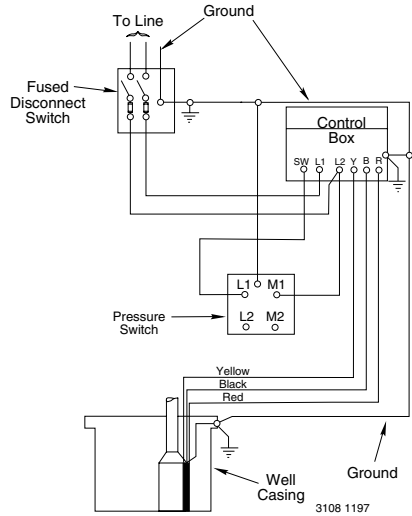 To Line
Ground
Fused
Disconnect
Switch
Control
Box
SW L1 L2 Y B R
L1 M1
L2 M2
Pressure
Switch
Yellow
Black
Red
Well
Casing
Ground
3108 1197